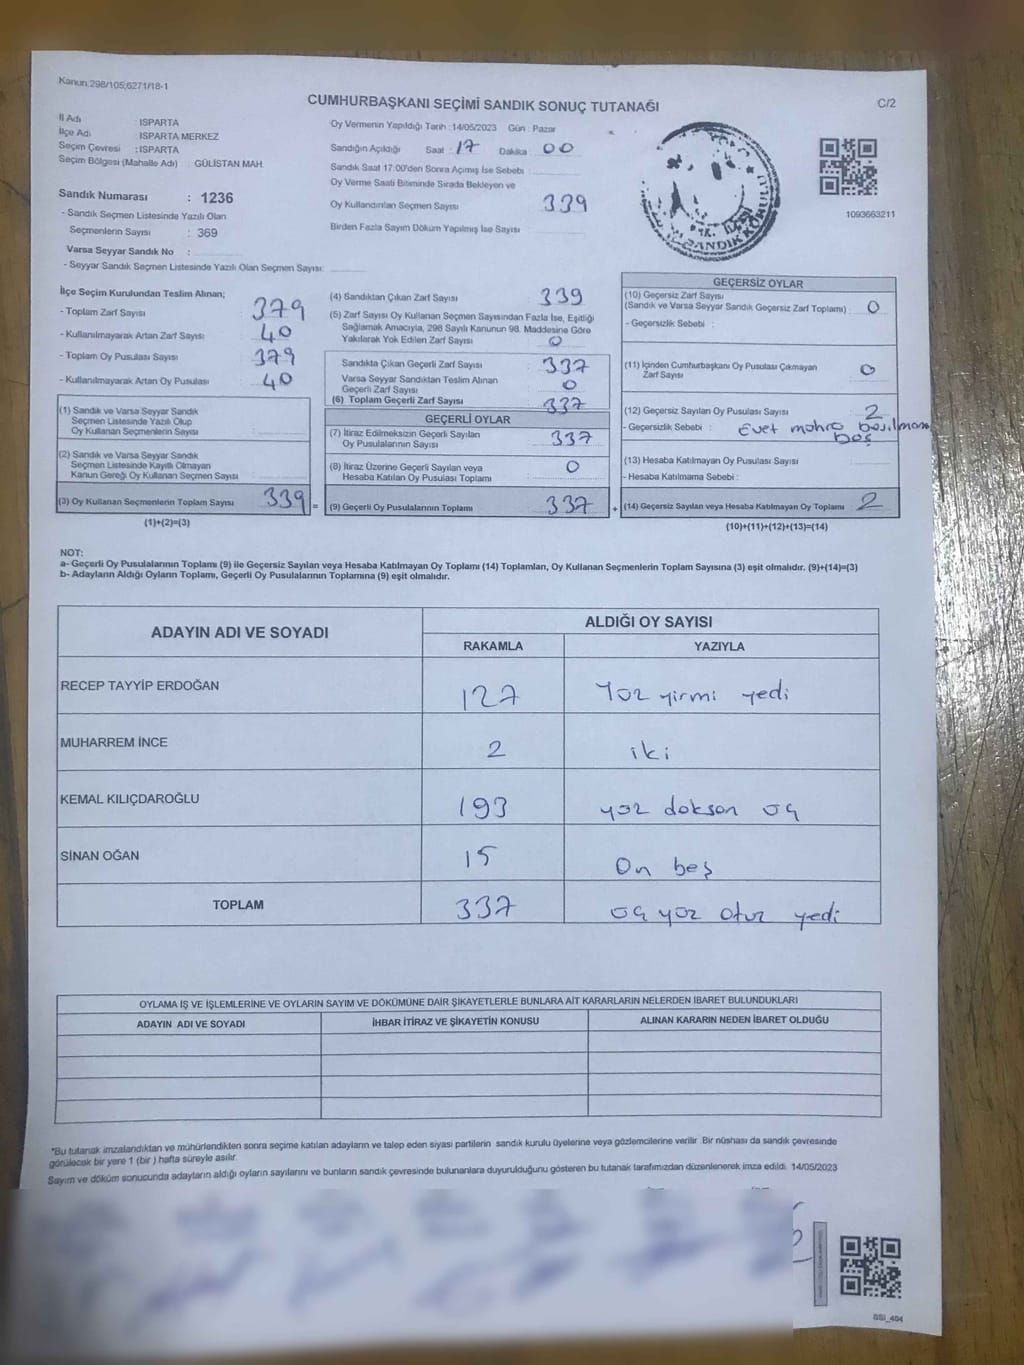 Kanun:298/105,6271/18-1
CUMHURBAŞKANI SEÇİMİ SANDIK SONUÇ TUTANAĞI
C/2
İl Adı : ISPARTA
İlçe Adı : ISPARTA MERKEZ
Seçim Çevresi : ISPARTA
Seçim Bölgesi (Mahalle Adı) : GÜLİSTAN MAH.
Sandık Numarası : 1236
- Sandık Seçmen Listesinde Yazılı Olan
Seçmenlerin Sayısı : 369
Varsa Seyyar Sandık No :
- Seyyar Sandık Seçmen Listesinde Yazılı Olan Seçmen Sayısı:
Oy Vermenin Yapıldığı Tarih :14/05/2023 Gün : Pazar
Sandığın Açıldığı Saat : 17 Dakika : 00
Sandık Saat 17:00'den Sonra Açımış İse Sebebi :
Oy Verme Saati Bitiminde Sırada Bekleyen ve
Oy Kullandırılan Seçmen Sayısı 339
Birden Fazla Sayım Döküm Yapılmış İse Sayısı
SANDIK KURULU
1093663211
İlçe Seçim Kurulundan Teslim Alınan;
- Toplam Zarf Sayısı 379
- Kullanılmayarak Artan Zarf Sayısı 40
- Toplam Oy Pusulası Sayısı 379
- Kullanılmayarak Artan Oy Pusulası 40
(1) Sandık ve Varsa Seyyar Sandık
Seçmen Listesinde Yazılı Olup
Oy Kullanan Seçmenlerin Sayısı
(2) Sandık ve Varsa Seyyar Sandık
Seçmen Listesinde Kayıtlı Olmayan
Kanun Gereği Oy Kullanan Seçmen Sayısı
(3) Oy Kullanan Seçmenlerin Toplam Sayısı 339 =
(1)+(2)=(3)
(4) Sandıktan Çıkan Zarf Sayısı 339
(5) Zarf Sayısı Oy Kullanan Seçmen Sayısından Fazla İse, Eşitliği
Sağlamak Amacıyla, 298 Sayılı Kanunun 98. Maddesine Göre
Yakılarak Yok Edilen Zarf Sayısı 0
Sandıkta Çıkan Geçerli Zarf Sayısı 337
Varsa Seyyar Sandıktan Teslim Alınan
Geçerli Zarf Sayısı 0
(6) Toplam Geçerli Zarf Sayısı 337
GEÇERLİ OYLAR
(7) İtiraz Edilmeksizin Geçerli Sayılan
Oy Pusulalarının Sayısı 337
(8) İtiraz Üzerine Geçerli Sayılan veya
Hesaba Katılan Oy Pusulası Toplamı 0
(9) Geçerli Oy Pusulalarının Toplamı 337 +
GEÇERSİZ OYLAR
(10) Geçersiz Zarf Sayısı
(Sandık ve Varsa Seyyar Sandık Geçersiz Zarf Toplamı) : 0
- Geçersizlik Sebebi :
(11) İçinden Cumhurbaşkanı Oy Pusulası Çıkmayan
Zarf Sayısı 0
(12) Geçersiz Sayılan Oy Pusulası Sayısı 2
- Geçersizlik Sebebi : Evet
boş
(13) Hesaba Katılmayan Oy Pusulası Sayısı
- Hesaba Katılmama Sebebi :
(14) Geçersiz Sayılan veya Hesaba Katılmayan Oy Toplamı 2
(10)+(11)+(12)+(13)=(14)
NOT:
a- Geçerli Oy Pusulalarının Toplamı (9) ile Geçersiz Sayılan veya Hesaba Katılmayan Oy Toplamı (14) Toplamları, Oy Kullanan Seçmenlerin Toplam Sayısına (3) eşit olmalıdır. (9)+(14)=(3)
b- Adayların Aldığı Oyların Toplamı, Geçerli Oy Pusulalarının Toplamına (9) eşit olmalıdır.
ADAYIN ADI VE SOYADI
ALDIĞI OY SAYISI
RAKAMLA YAZIYLA
RECEP TAYYİP ERDOĞAN 127 Yüz yirmi yedi
MUHARREM İNCE 2 iki
KEMAL KILIÇDAROĞLU 193 yüz doksan üç
SİNAN OĞAN 15 On beş
TOPLAM 337 üç yüz otuz yedi
OYLAMA İŞ VE İŞLEMLERİNE VE OYLARIN SAYIM VE DÖKÜMÜNE DAİR ŞİKAYETLERLE BUNLARA AİT KARARLARIN NELERDEN İBARET BULUNDUKLARI
ADAYIN ADI VE SOYADI İHBAR İTİRAZ VE ŞİKAYETİN KONUSU ALINAN KARARIN NEDEN İBARET OLDUĞU
*Bu tutanak imzalandıktan ve mühürlendikten sonra seçime katılan adayların ve talep eden siyasi partilerin sandık kurulu üyelerine veya gözlemcilerine verilir .Bir nüshası da sandık çevresinde
görülecek bir yere 1 (bir ) hafta süreyle asılır.
Sayım ve döküm sonucunda adayların aldığı oyların sayılarını ve bunların sandık çevresinde bulunanlara duyurulduğunu gösteren bu tutanak tarafımızdan düzenlenerek imza edildi. 14/05/2023
SSİ_404